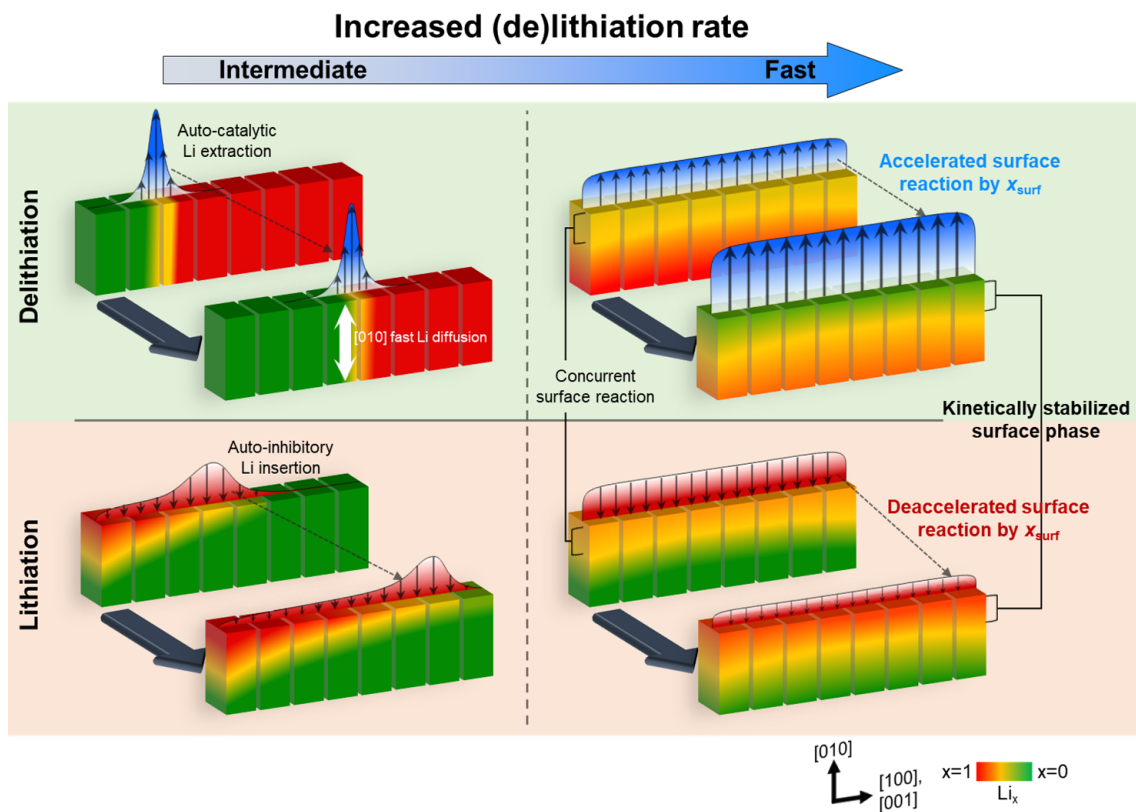 Increased (de)lithiation rate
Intermediate
Fast
Delithiation
Auto-catalytic
Li extraction
[010] fast Li diffusion
Accelerated surface
reaction by xsurf
Concurrent
surface reaction
Kinetically stabilized
surface phase
Lithiation
Auto-inhibitory
Li insertion
Deaccelerated surface
reaction by xsurf
[010]
[100],
[001]
x=1 x=0
Lix